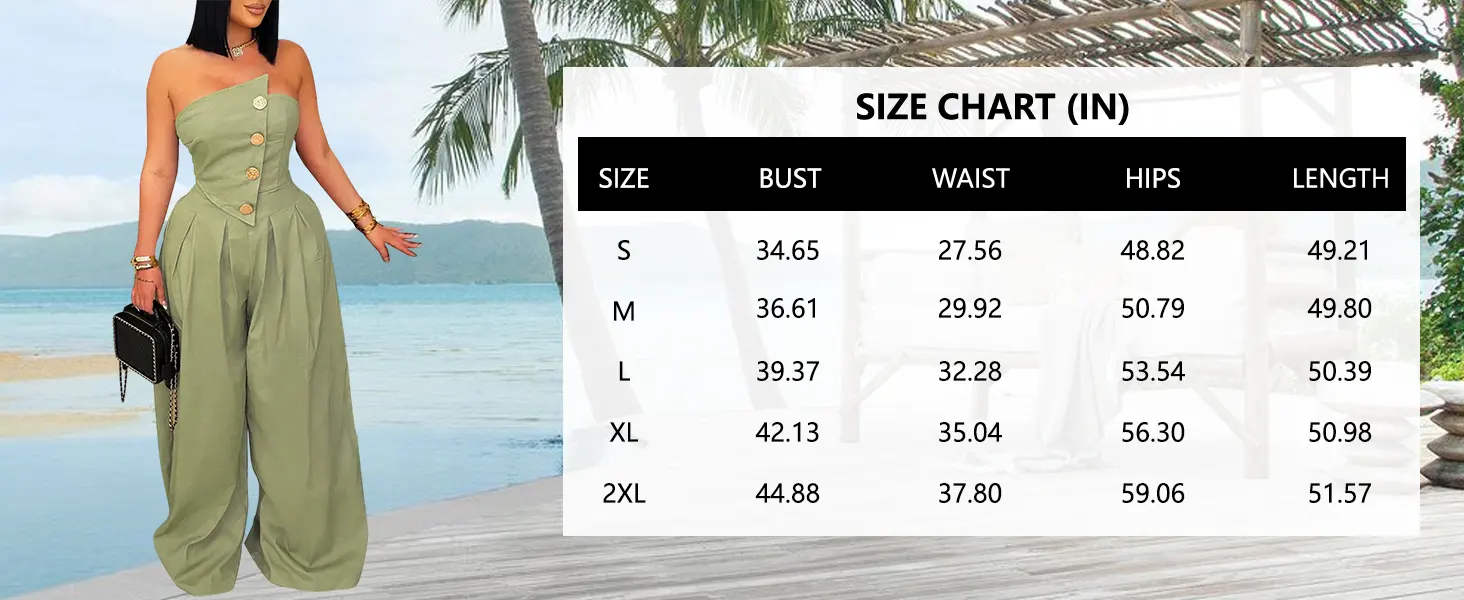 SIZE CHART (IN)
SIZE BUST WAIST HIPS LENGTH
S 34.65 27.56 48.82 49.21
M 36.61 29.92 50.79 49.80
L 39.37 32.28 53.54 50.39
XL 42.13 35.04 56.30 50.98
2XL 44.88 37.80 59.06 51.57